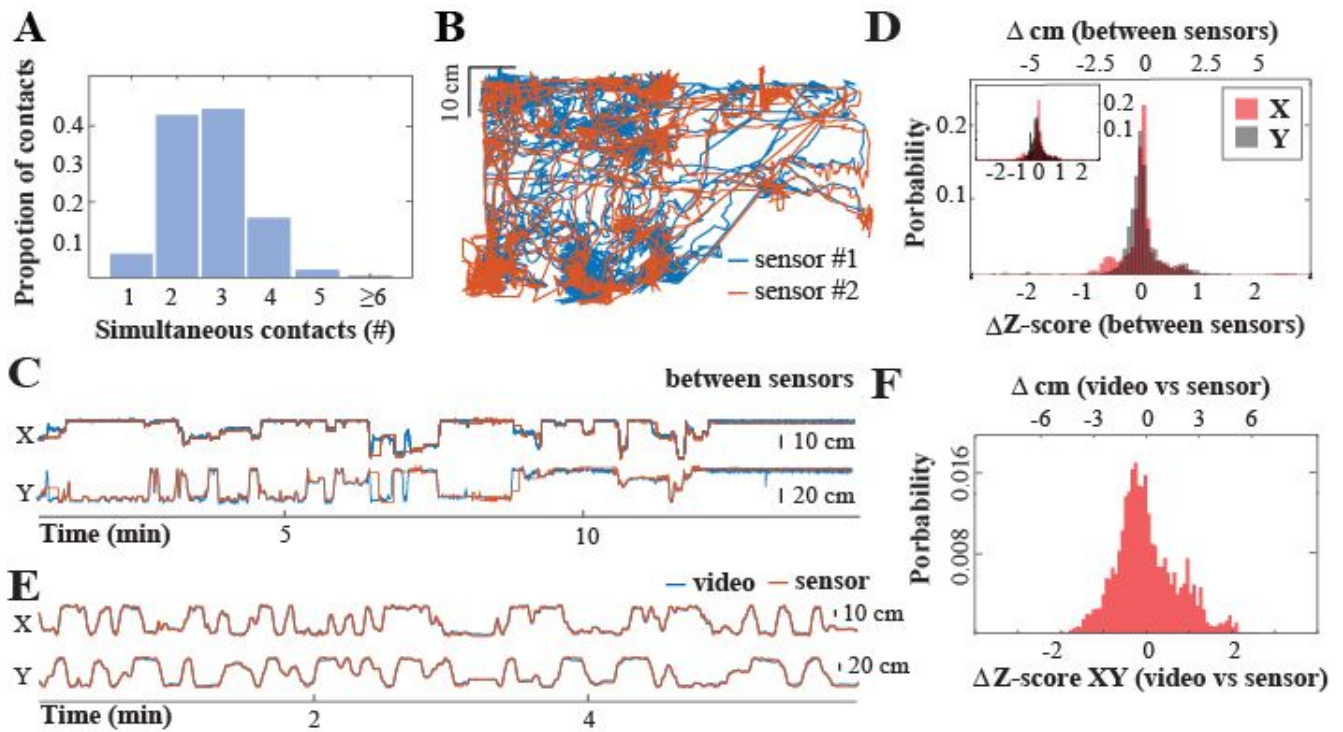 A
Propotion of contacts
0.4
0.3
0.2
0.1
1 2 3 4 5 ≥6
Simultaneous contacts (#)
B
10 cm
sensor #1
sensor #2
C
between sensors
X
10 cm
Y
20 cm
Time (min) 5 10
D
Δ cm (between sensors)
-5 -2.5 0 2.5 5
Porbability
0.2
0.1
0.2
0.1
-2 -1 0 1 2
X
Y
-2 -1 0 1 2
ΔZ-score (between sensors)
E
video sensor
X
10 cm
Y
20 cm
Time (min) 2 4
F
Δ cm (video vs sensor)
-6 -3 0 3 6
Porbability
0.016
0.008
-2 0 2
ΔZ-score XY (video vs sensor)